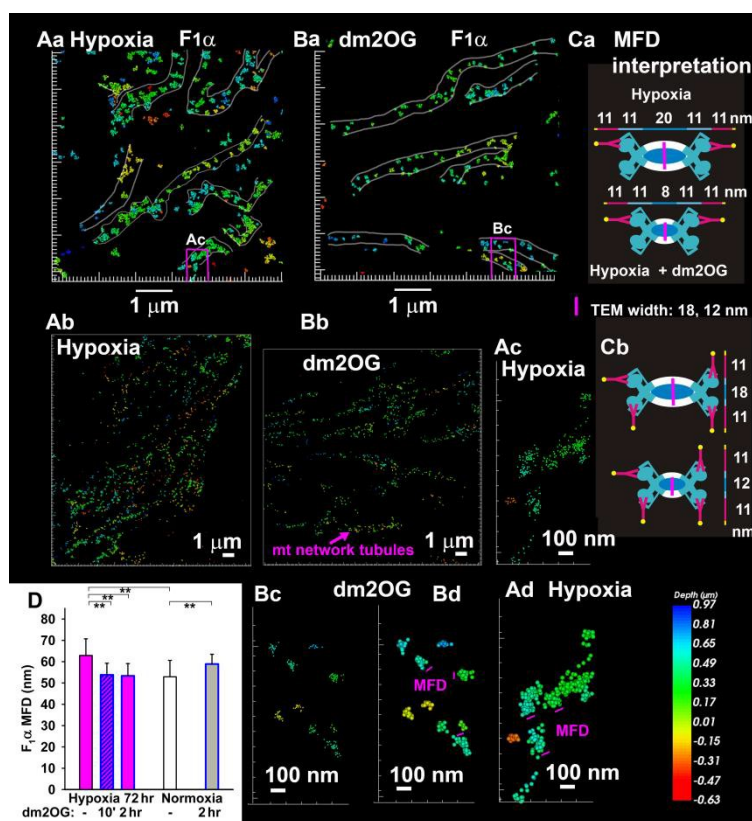 Aa Hypoxia F1α
Ba dm2OG F1α
Ca MFD
interpretation
Hypoxia
11 11 20 11 11 nm
11 11 8 11 11
Hypoxia + dm2OG
TEM width: 18, 12 nm
Ac
1 μm
Bc
1 μm
Ab
Hypoxia
1 μm
Bb
dm2OG
mt network tubules
1 μm
Ac
Hypoxia
100 nm
Cb
11
18
11
11
12
11
nm
D
F1α MFD (nm)
80
70
60
50
40
30
20
10
0
**
**
**
**
Hypoxia 72 hr Normoxia
dm2OG: - 10' 2 hr - 2 hr
dm2OG
Bc
100 nm
Bd
MFD
100 nm
Ad Hypoxia
MFD
100 nm
Depth (μm)
0.97
0.81
0.65
0.49
0.33
0.17
0.01
-0.15
-0.31
-0.47
-0.63